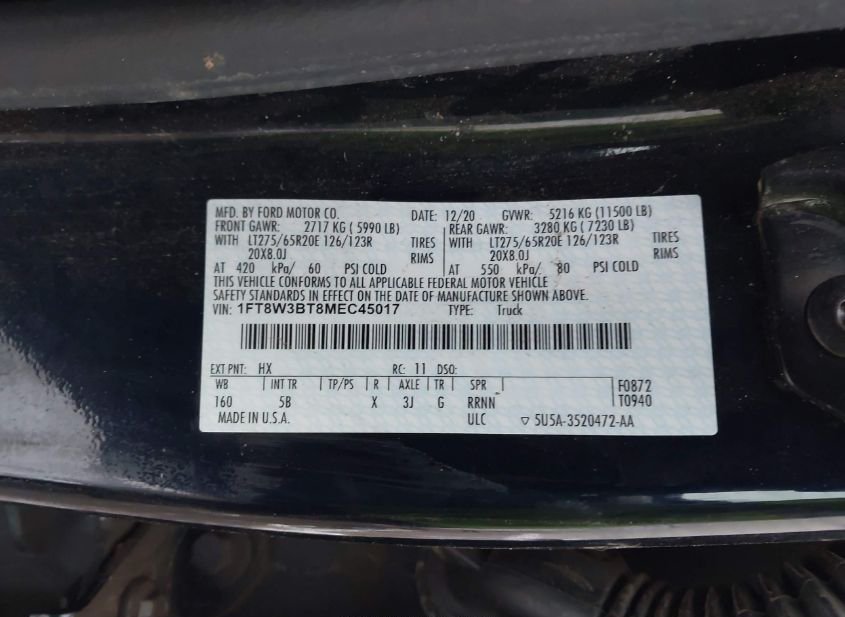 MFD. BY FORD MOTOR CO. DATE: 12/20 GVWR: 5216 KG (11500 LB)
FRONT GAWR: 2717 KG ( 5990 LB) REAR GAWR: 3280 KG ( 7230 LB)
WITH LT275/65R20E 126/123R TIRES WITH LT275/65R20E 126/123R TIRES
20X8.0J RIMS 20X8.0J RIMS
AT 420 kPa/ 60 PSI COLD AT 550 kPa/ 80 PSI COLD
THIS VEHICLE CONFORMS TO ALL APPLICABLE FEDERAL MOTOR VEHICLE
SAFETY STANDARDS IN EFFECT ON THE DATE OF MANUFACTURE SHOWN ABOVE.
VIN: 1FT8W3BT8MEC45017 TYPE: Truck
EXT PNT: HX RC: 11 DSO:
WB INT TR TP/PS R AXLE TR SPR F0872
160 5B X 3J G RRNN T0940
MADE IN U.S.A. ULC ▽ 5U5A-3520472-AA